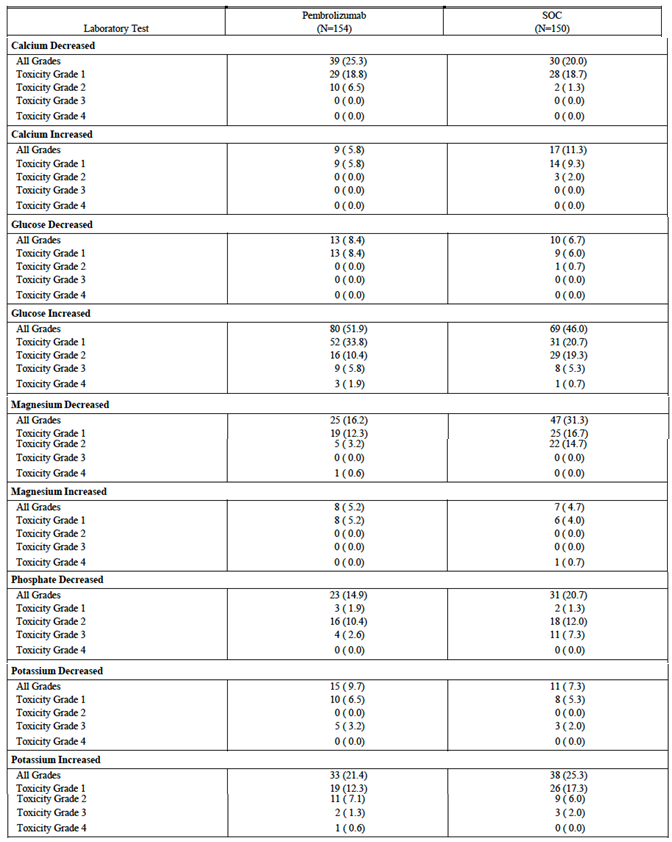 Laboratory Test Pembrolizumab (N=154) SOC (N=150)
Calcium Decreased
All Grades 39 (25.3) 30 (20.0)
Toxicity Grade 1 29 (18.8) 28 (18.7)
Toxicity Grade 2 10 ( 6.5) 2 ( 1.3)
Toxicity Grade 3 0 ( 0.0) 0 ( 0.0)
Toxicity Grade 4 0 ( 0.0) 0 ( 0.0)
Calcium Increased
All Grades 9 ( 5.8) 17 (11.3)
Toxicity Grade 1 9 ( 5.8) 14 ( 9.3)
Toxicity Grade 2 0 ( 0.0) 3 ( 2.0)
Toxicity Grade 3 0 ( 0.0) 0 ( 0.0)
Toxicity Grade 4 0 ( 0.0) 0 ( 0.0)
Glucose Decreased
All Grades 13 ( 8.4) 10 ( 6.7)
Toxicity Grade 1 13 ( 8.4) 9 ( 6.0)
Toxicity Grade 2 0 ( 0.0) 1 ( 0.7)
Toxicity Grade 3 0 ( 0.0) 0 ( 0.0)
Toxicity Grade 4 0 ( 0.0) 0 ( 0.0)
Glucose Increased
All Grades 80 (51.9) 69 (46.0)
Toxicity Grade 1 52 (33.8) 31 (20.7)
Toxicity Grade 2 16 (10.4) 29 (19.3)
Toxicity Grade 3 9 ( 5.8) 8 ( 5.3)
Toxicity Grade 4 3 ( 1.9) 1 ( 0.7)
Magnesium Decreased
All Grades 25 (16.2) 47 (31.3)
Toxicity Grade 1 19 (12.3) 25 (16.7)
Toxicity Grade 2 5 ( 3.2) 22 (14.7)
Toxicity Grade 3 0 ( 0.0) 0 ( 0.0)
Toxicity Grade 4 1 ( 0.6) 0 ( 0.0)
Magnesium Increased
All Grades 8 ( 5.2) 7 ( 4.7)
Toxicity Grade 1 8 ( 5.2) 6 ( 4.0)
Toxicity Grade 2 0 ( 0.0) 0 ( 0.0)
Toxicity Grade 3 0 ( 0.0) 0 ( 0.0)
Toxicity Grade 4 0 ( 0.0) 1 ( 0.7)
Phosphate Decreased
All Grades 23 (14.9) 31 (20.7)
Toxicity Grade 1 3 ( 1.9) 2 ( 1.3)
Toxicity Grade 2 16 (10.4) 18 (12.0)
Toxicity Grade 3 4 ( 2.6) 11 ( 7.3)
Toxicity Grade 4 0 ( 0.0) 0 ( 0.0)
Potassium Decreased
All Grades 15 ( 9.7) 11 ( 7.3)
Toxicity Grade 1 10 ( 6.5) 8 ( 5.3)
Toxicity Grade 2 0 ( 0.0) 0 ( 0.0)
Toxicity Grade 3 5 ( 3.2) 3 ( 2.0)
Toxicity Grade 4 0 ( 0.0) 0 ( 0.0)
Potassium Increased
All Grades 33 (21.4) 38 (25.3)
Toxicity Grade 1 19 (12.3) 26 (17.3)
Toxicity Grade 2 11 ( 7.1) 9 ( 6.0)
Toxicity Grade 3 2 ( 1.3) 3 ( 2.0)
Toxicity Grade 4 1 ( 0.6) 0 ( 0.0)